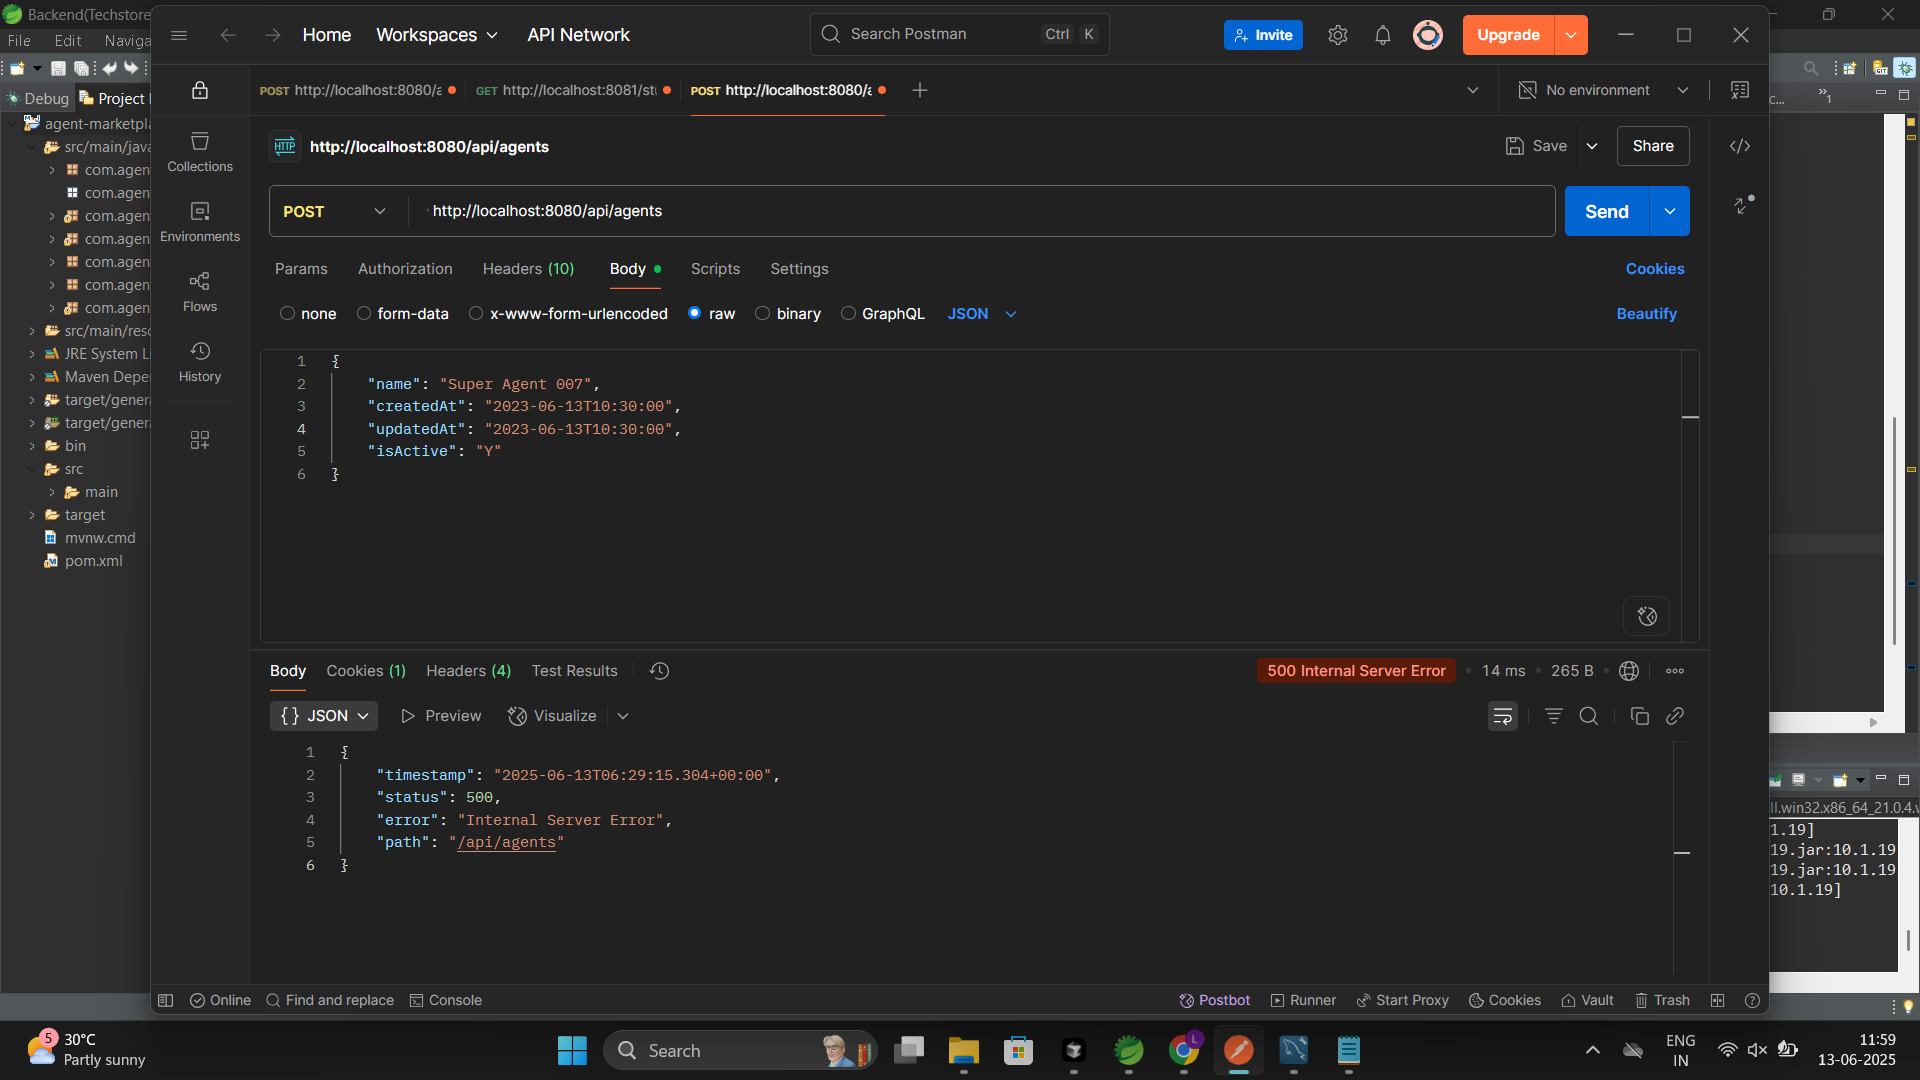 Backend(Techstore
File Edit Naviga
Debug Project
agent-marketpla
src/main/java
com.agen
com.agen
com.agen
com.agen
com.agen
com.agen
com.agen
src/main/reso
JRE System Li
Maven Depe
target/genera
target/genera
bin
src
main
target
mvnw.cmd
pom.xml
Home Workspaces API Network
Search Postman Ctrl K
Invite
Upgrade
POST http://localhost:8080/a
GET http://localhost:8081/stu
POST http://localhost:8080/a
No environment
Collections
Environments
Flows
History
HTTP http://localhost:8080/api/agents
Save Share
POST http://localhost:8080/api/agents
Send
Params Authorization Headers (10) Body Scripts Settings Cookies
none form-data x-www-form-urlencoded raw binary GraphQL JSON Beautify
1 {
2 "name": "Super Agent 007",
3 "createdAt": "2023-06-13T10:30:00",
4 "updatedAt": "2023-06-13T10:30:00",
5 "isActive": "Y"
6 }
Body Cookies (1) Headers (4) Test Results
500 Internal Server Error 14 ms 265 B
{} JSON Preview Visualize
1 {
2 "timestamp": "2025-06-13T06:29:15.304+00:00",
3 "status": 500,
4 "error": "Internal Server Error",
5 "path": "/api/agents"
6 }
Online Find and replace Console
Postbot Runner Start Proxy Cookies Vault Trash
c... »1
ll.win32.x86_64_21.0.4.v
1.19]
19.jar:10.1.19
19.jar:10.1.19
10.1.19]
5
30°C
Partly sunny
Search
L
ENG
IN
11:59
13-06-2025